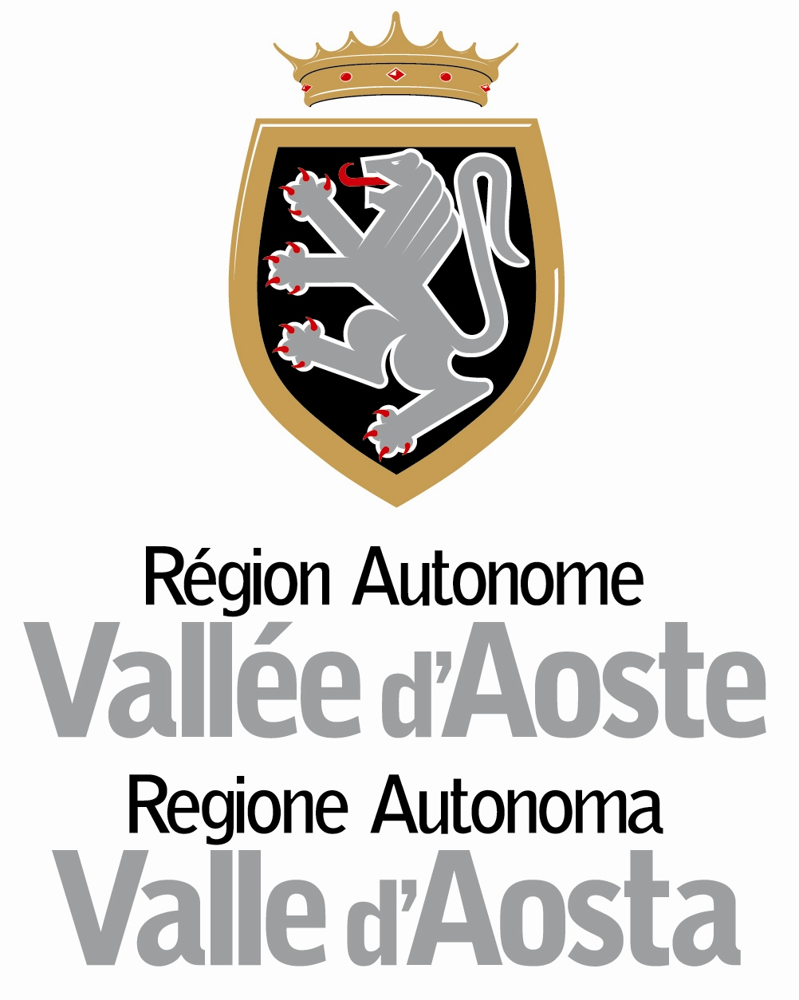 Région Autonome
Vallée d'Aoste
Regione Autonoma
Valle d'Aosta